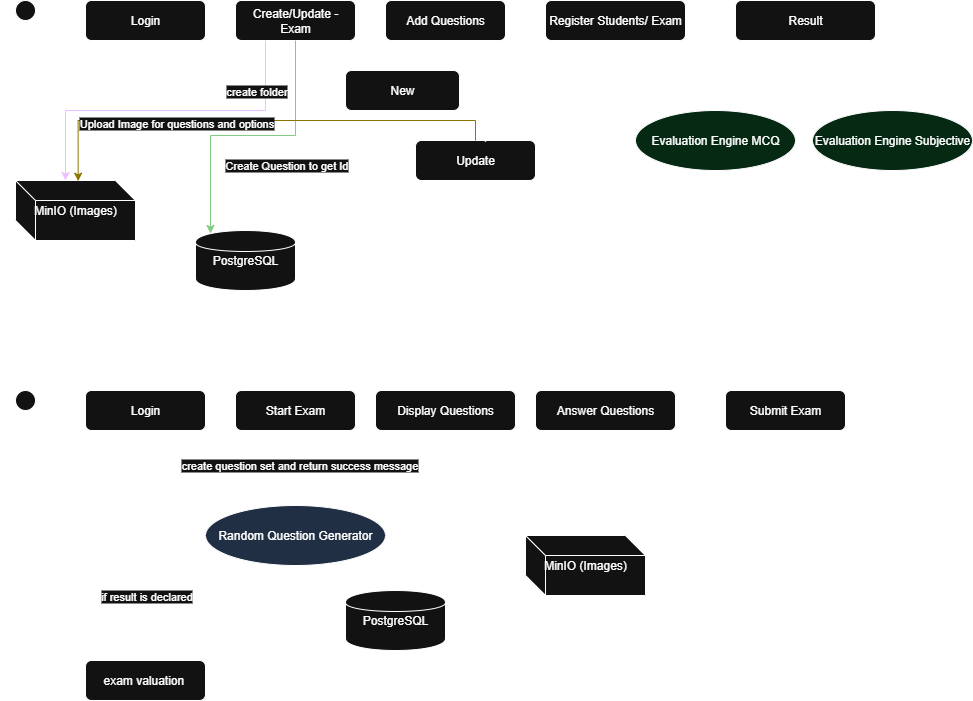 Login
Create/Update -
Exam
Add Questions
Register Students/ Exam
Result
create folder
New
Upload Image for questions and options
Evaluation Engine MCQ
Evaluation Engine Subjective
Create Question to get Id
Update
MinIO (Images)
PostgreSQL
Login
Start Exam
Display Questions
Answer Questions
Submit Exam
create question set and return success message
Random Question Generator
MinIO (Images)
if result is declared
PostgreSQL
exam valuation